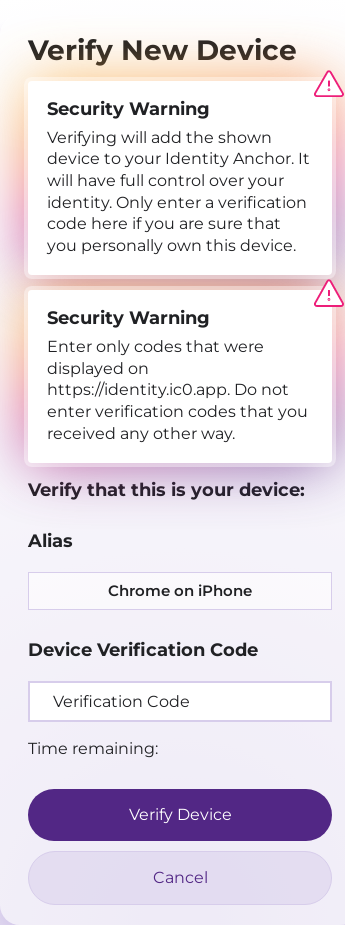 Verify New Device
Security Warning
Verifying will add the shown
device to your Identity Anchor. It
will have full control over your
identity. Only enter a verification
code here if you are sure that
you personally own this device.
Security Warning
Enter only codes that were
displayed on
https://identity.ic0.app. Do not
enter verification codes that you
received any other way.
Verify that this is your device:
Alias
Chrome on iPhone
Device Verification Code
Verification Code
Time remaining:
Verify Device
Cancel